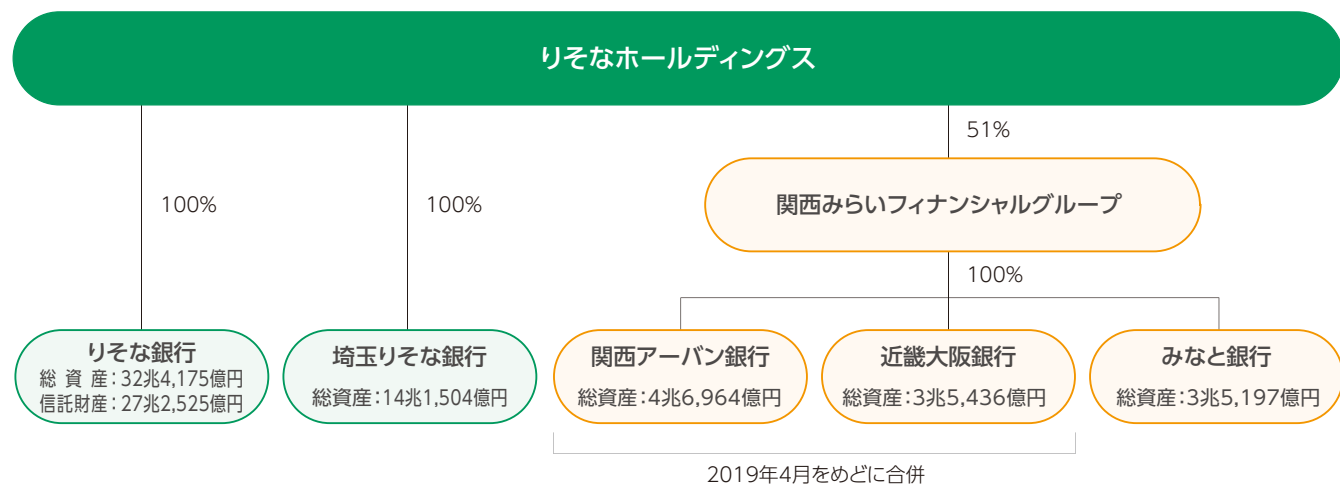 りそなホールディングス
51%
100%
100%
関西みらいフィナンシャルグループ
100%
りそな銀行
総資産：32兆4,175億円
信託財産：27兆2,525億円
埼玉りそな銀行
総資産：14兆1,504億円
関西アーバン銀行
総資産：4兆6,964億円
近畿大阪銀行
総資産：3兆5,436億円
みなと銀行
総資産：3兆5,197億円
2019年4月をめどに合併